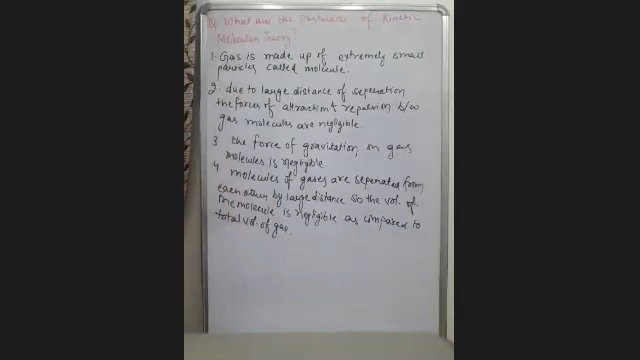 Q. What are the postulates of Kinetic
Molecular Theory?
1. Gas is made up of extremely small
particles called molecule.
2. due to large distance of seperation
the forces of attraction & repulsion b/w
gas molecules are negligible.
3 the force of gravitation, on gas
molecules is negligible
4. molecules of gases are seperated from
each other by large distance so the vol. of
the molecule is negligible as compared to
total vol. of gas.